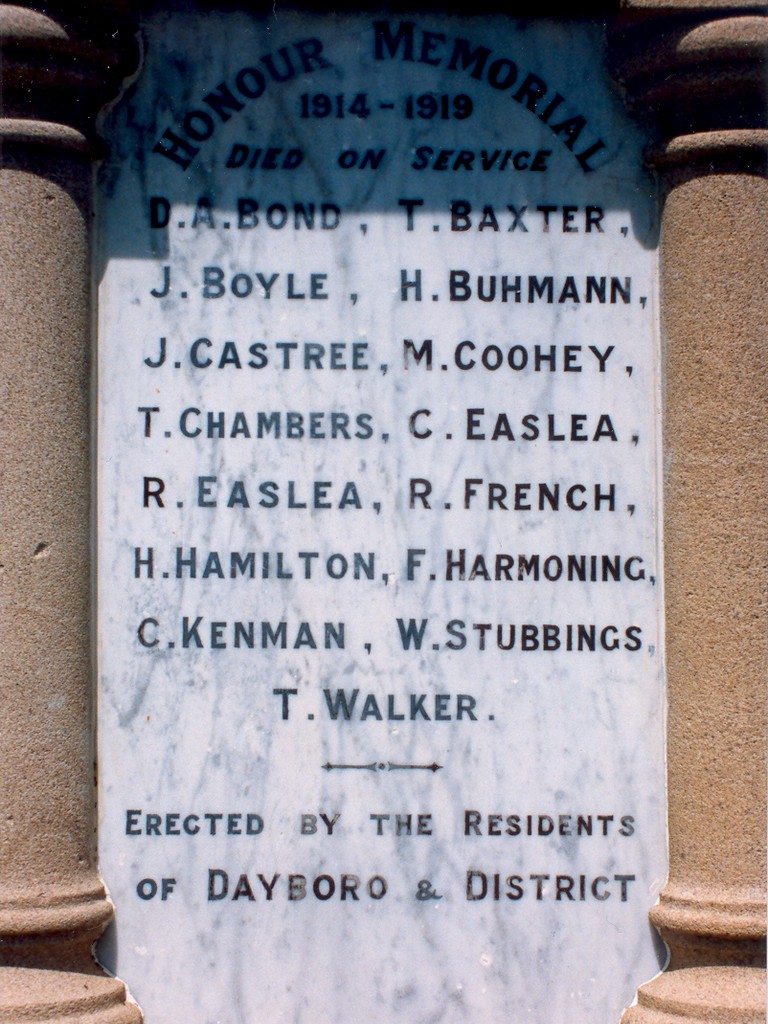 HONOUR MEMORIAL
1914-1919
DIED ON SERVICE
D.A. BOND, T. BAXTER,
J. BOYLE, H. BUHMANN,
J. CASTREE, M. COOHEY,
T. CHAMBERS, C. EASLEA,
R. EASLEA, R. FRENCH,
H. HAMILTON, F. HARMONING,
C. KENMAN, W. STUBBINGS,
T. WALKER.
ERECTED BY THE RESIDENTS
OF DAYBORO & DISTRICT